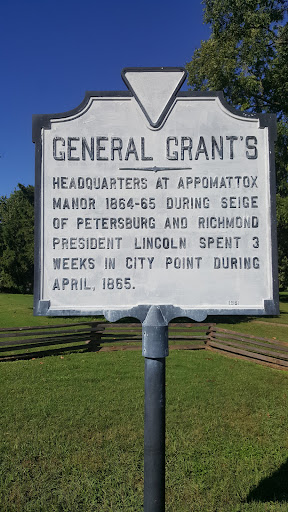 GENERAL GRANT'S
HEADQUARTERS AT APPOMATTOX
MANOR 1864-65 DURING SEIGE
OF PETERSBURG AND RICHMOND
PRESIDENT LINCOLN SPENT 3
WEEKS IN CITY POINT DURING
APRIL, 1865.